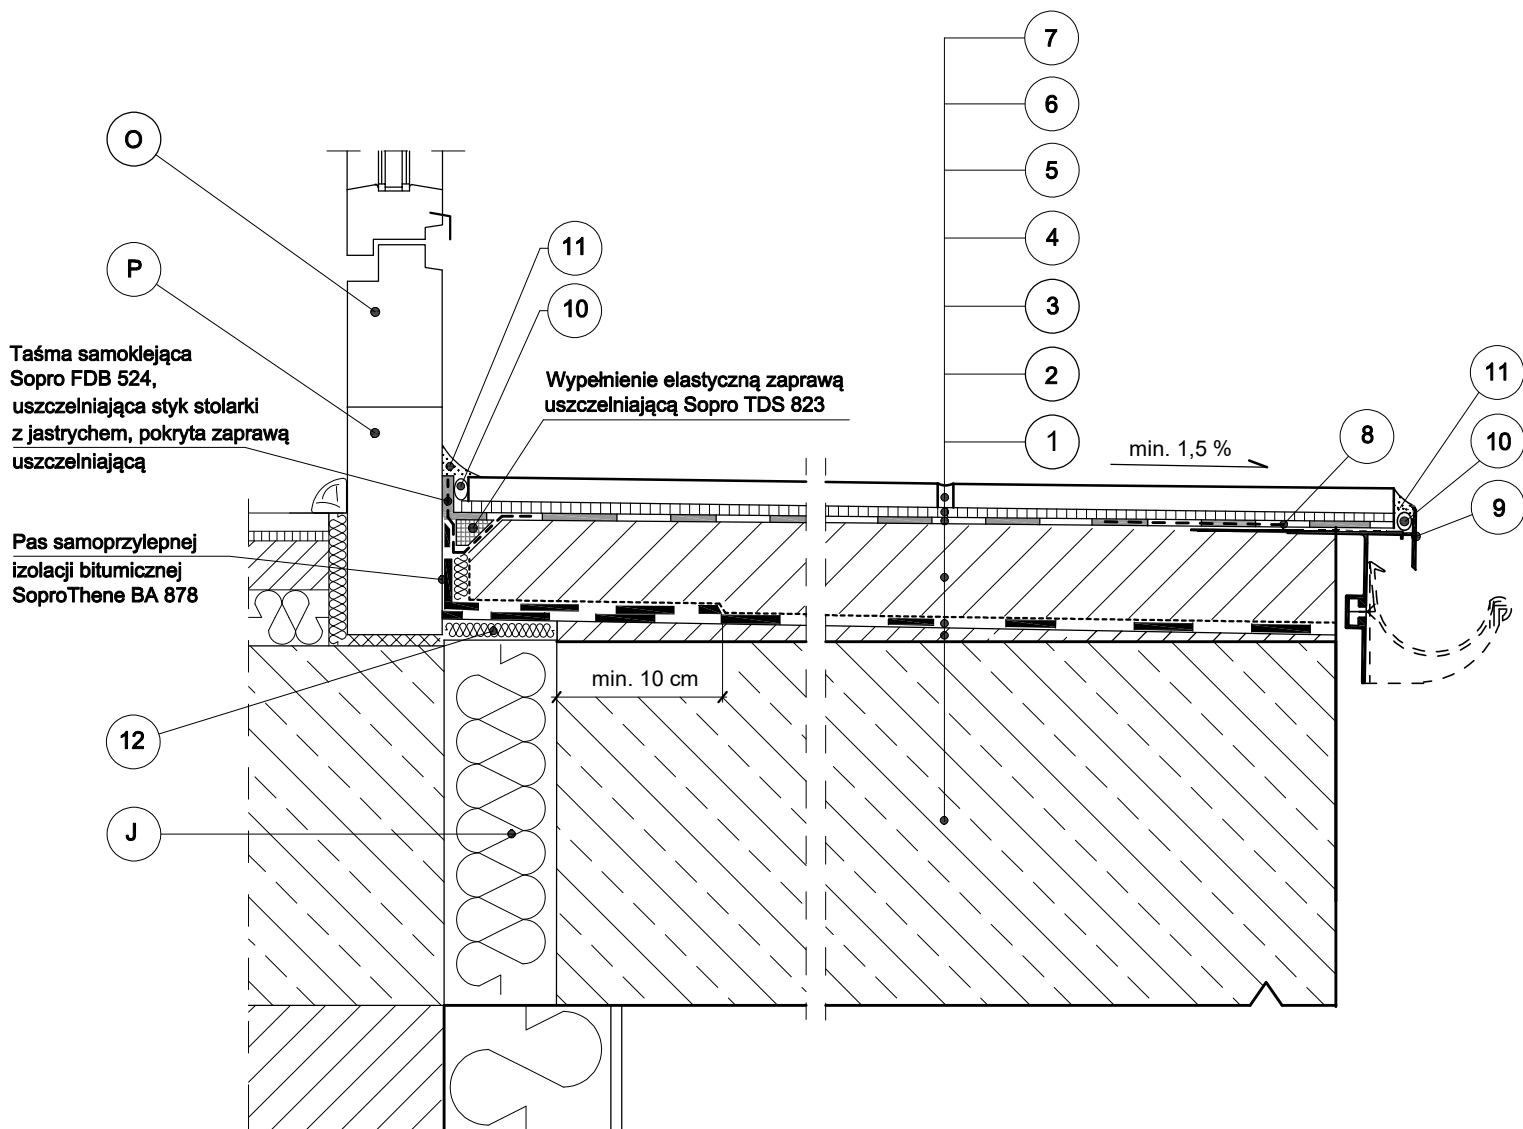 7
6
5
4
3
2
1
O
P
11
10
Taśma samoklejąca
Sopro FDB 524,
uszczelniająca styk stolarki
z jastrychem, pokryta zaprawą
uszczelniającą
Wypełnienie elastyczną zaprawą
uszczelniającą Sopro TDS 823
min. 1,5 %
8
11
10
9
Pas samoprzylepnej
izolacji bitumicznej
SoproThene BA 878
min. 10 cm
12
J